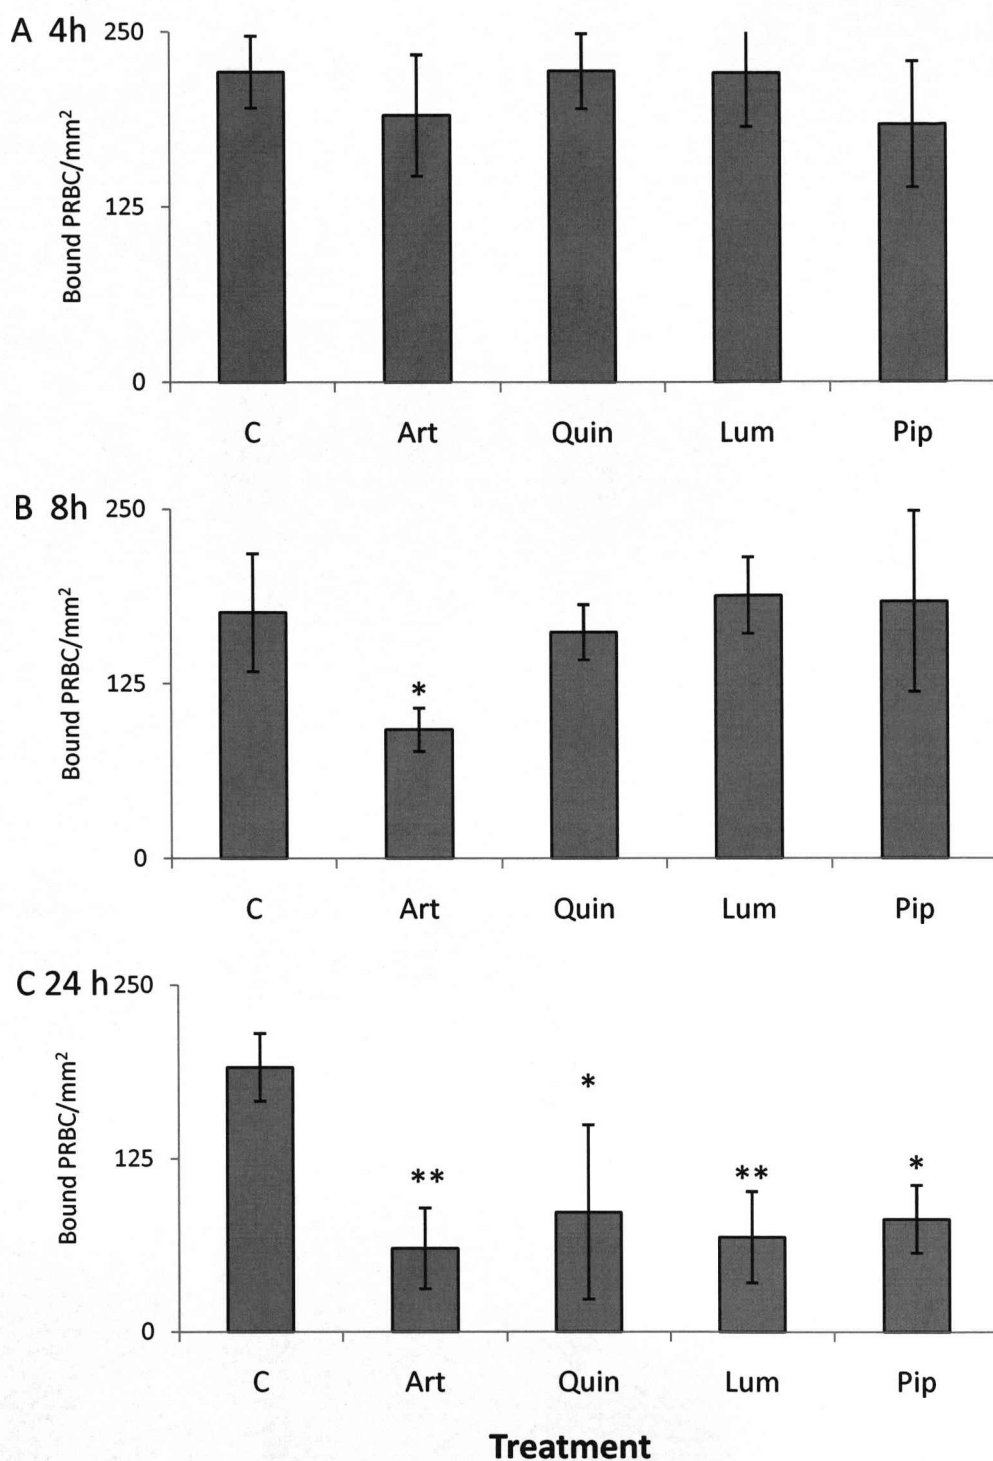 A 4h
250
125
0
Bound PRBC/mm²
C Art Quin Lum Pip
B 8h
250
125
0
Bound PRBC/mm²
*
C Art Quin Lum Pip
C 24 h
250
125
0
Bound PRBC/mm²
** * ** *
C Art Quin Lum Pip
Treatment